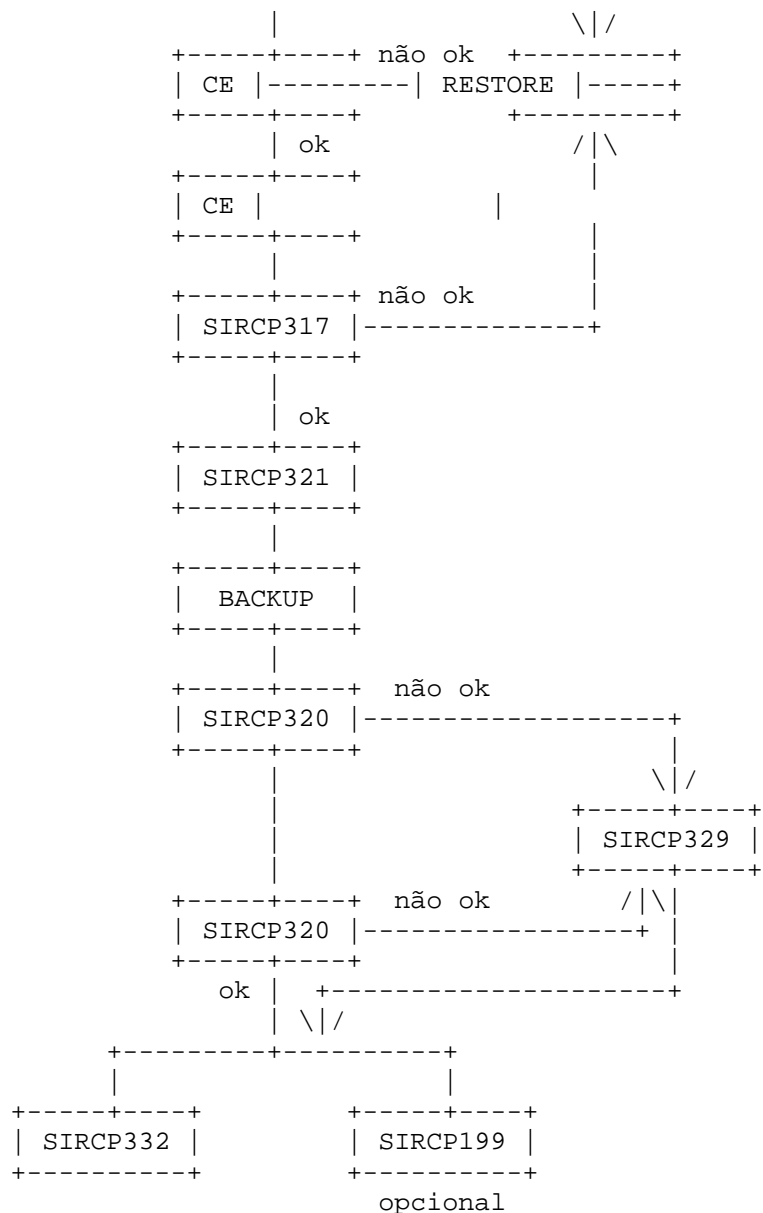 não ok
CE RESTORE
ok
CE
não ok
SIRCP317
ok
SIRCP321
BACKUP
não ok
SIRCP320
SIRCP329
não ok
SIRCP320
ok
SIRCP332 SIRCP199
opcional